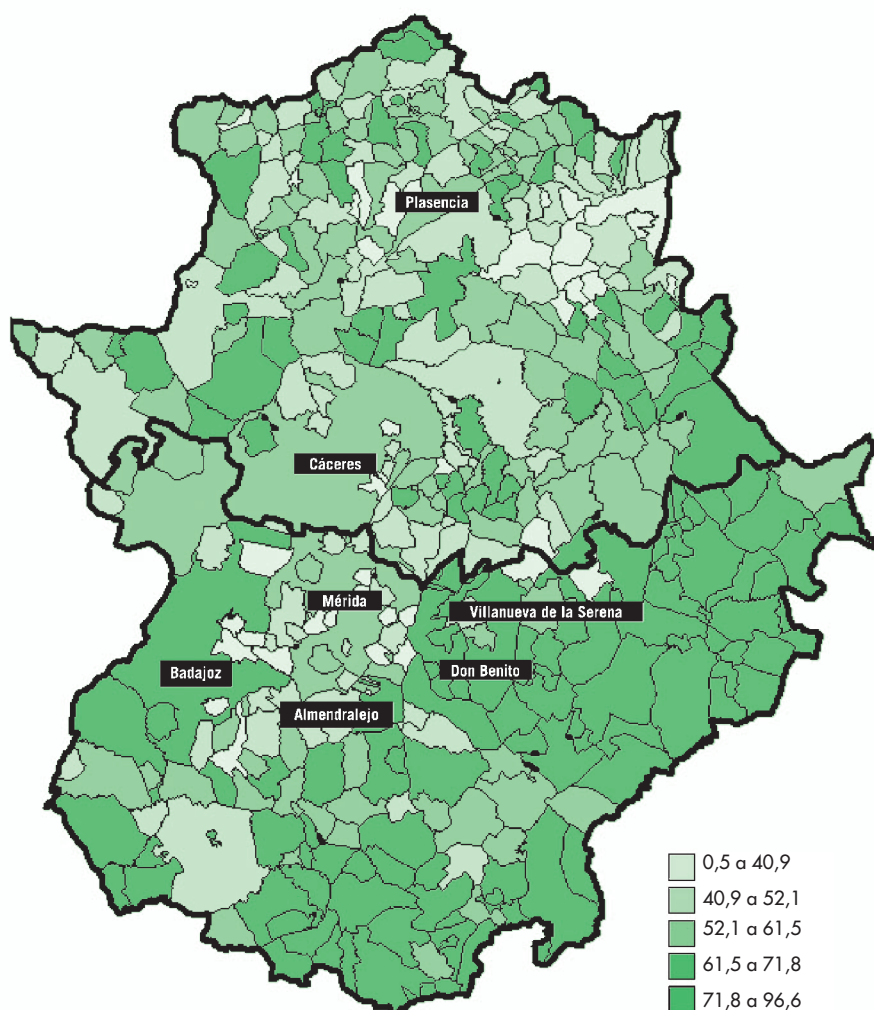 Plasencia
Cáceres
Mérida
Villanueva de la Serena
Badajoz
Don Benito
Almendralejo
0,5 a 40,9
40,9 a 52,1
52,1 a 61,5
61,5 a 71,8
71,8 a 96,6